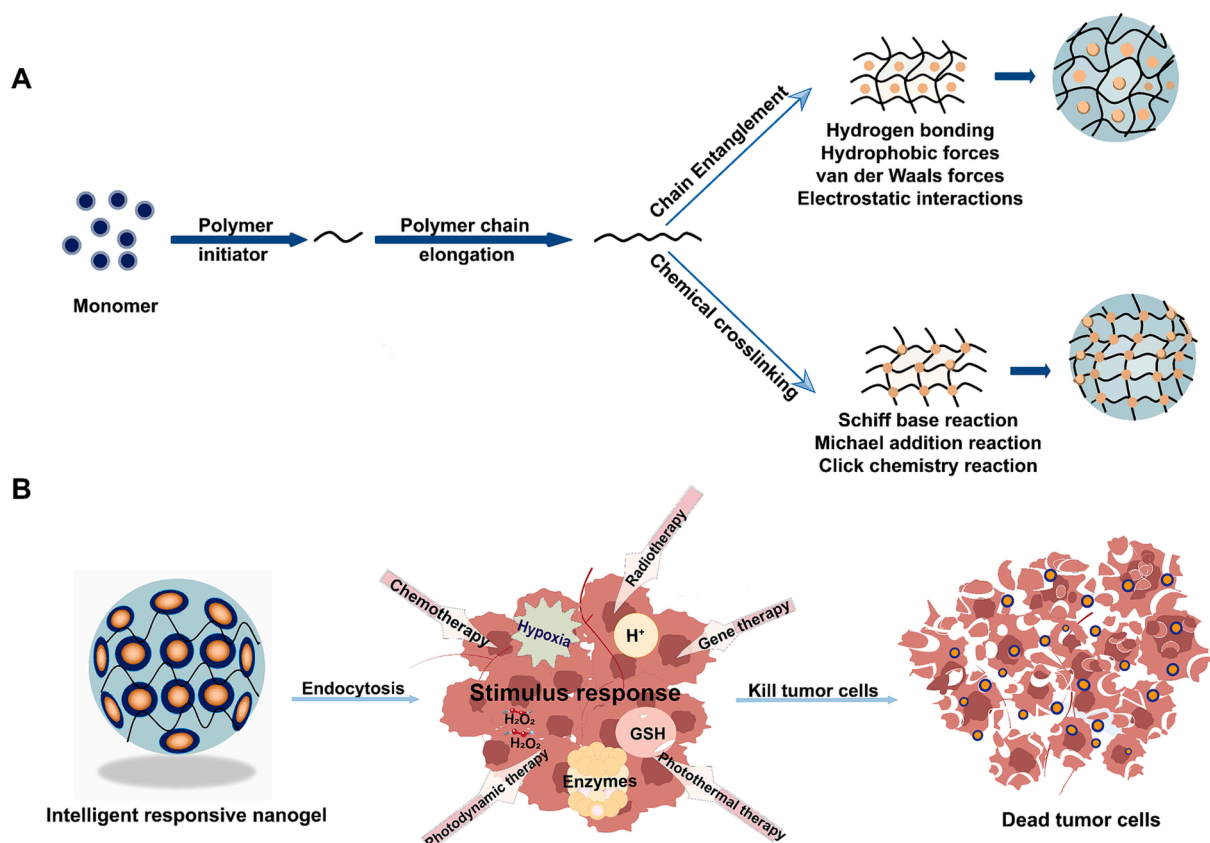 A
Monomer
Polymer
initiator
Polymer chain
elongation
Chain Entanglement
Hydrogen bonding
Hydrophobic forces
van der Waals forces
Electrostatic interactions
Chemical crosslinking
Schiff base reaction
Michael addition reaction
Click chemistry reaction
B
Intelligent responsive nanogel
Endocytosis
Chemotherapy
Radiotherapy
Gene therapy
Hypoxia
H⁺
Stimulus response
H₂O₂
H₂O₂
GSH
Enzymes
Photodynamic therapy
Photothermal therapy
Kill tumor cells
Dead tumor cells